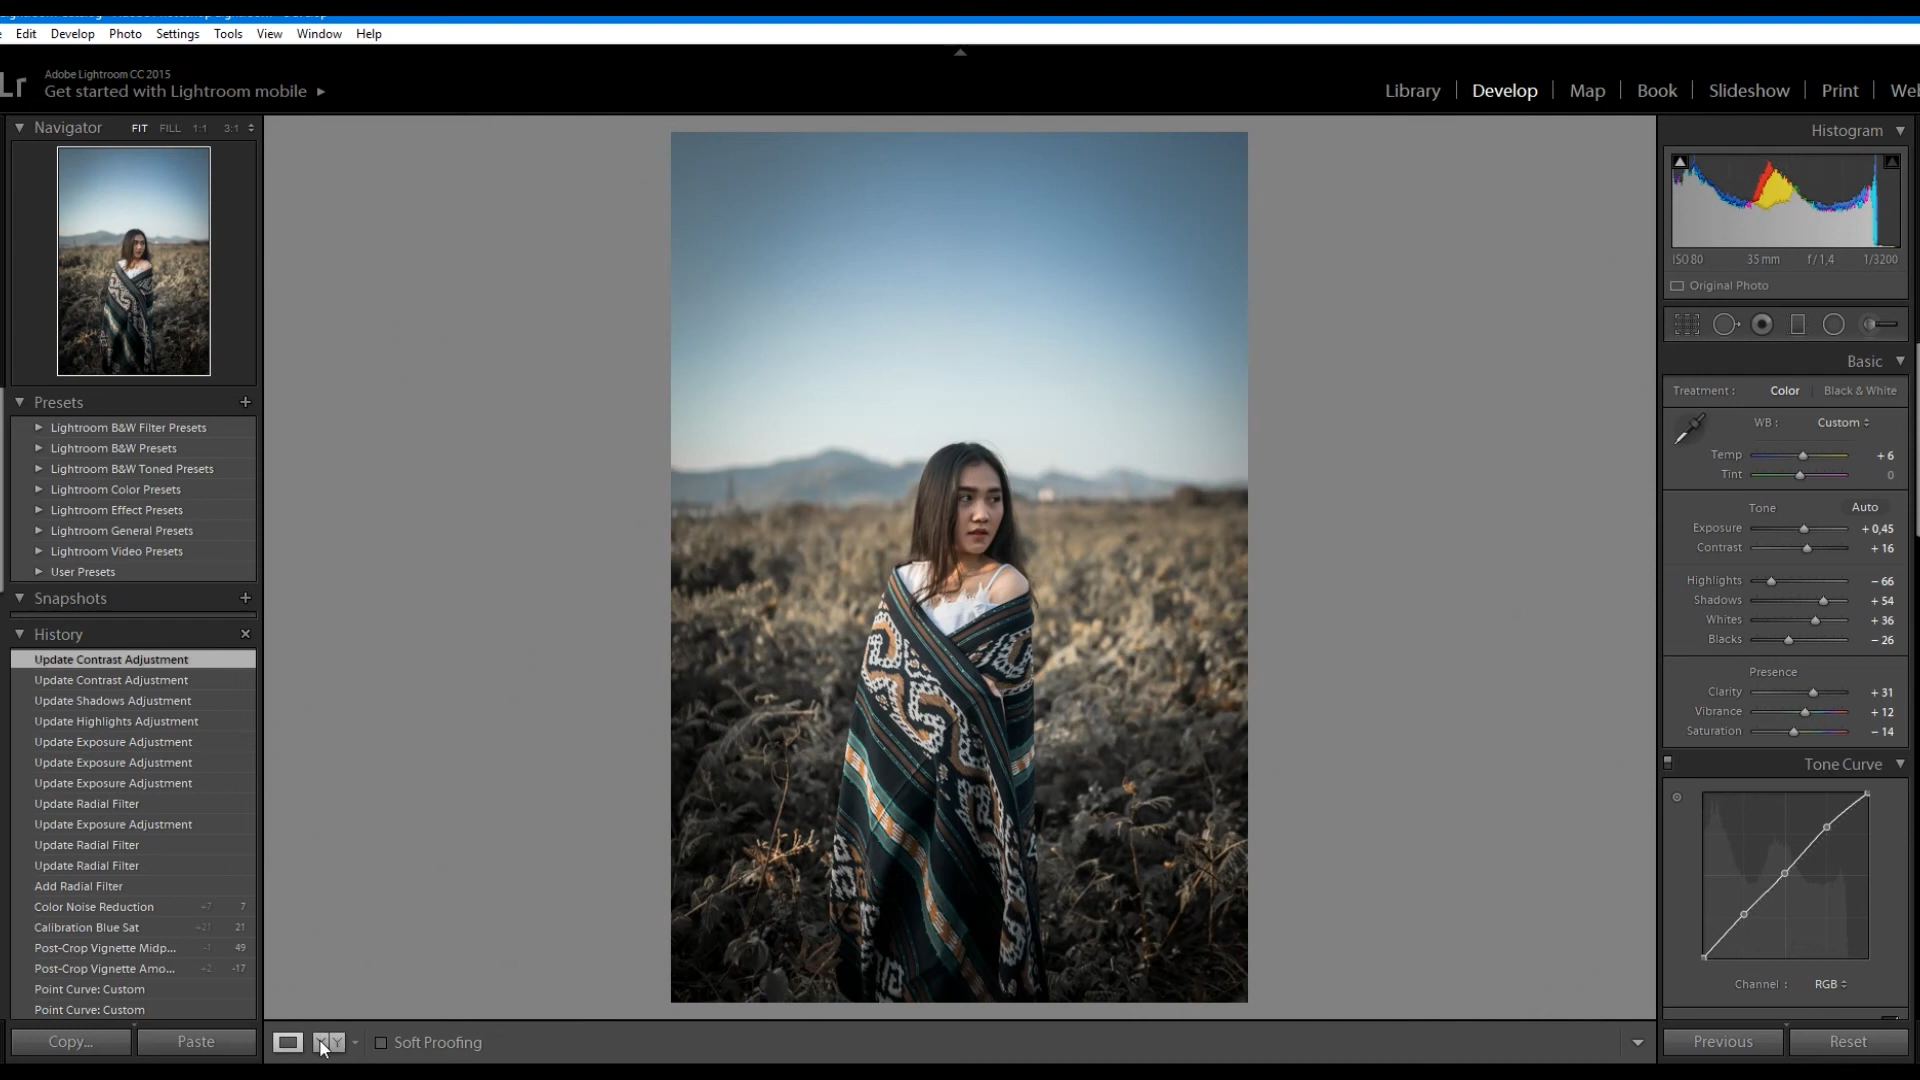 Edit Develop Photo Settings Tools View Window Help
Lr
Adobe Lightroom CC 2015
Get started with Lightroom mobile
Library Develop Map Book Slideshow Print We
Navigator FIT FILL 1:1 3:1
Presets +
Lightroom B&W Filter Presets
Lightroom B&W Presets
Lightroom B&W Toned Presets
Lightroom Color Presets
Lightroom Effect Presets
Lightroom General Presets
Lightroom Video Presets
User Presets
Snapshots +
History ×
Update Contrast Adjustment
Update Contrast Adjustment
Update Shadows Adjustment
Update Highlights Adjustment
Update Exposure Adjustment
Update Exposure Adjustment
Update Exposure Adjustment
Update Radial Filter
Update Exposure Adjustment
Update Radial Filter
Update Radial Filter
Add Radial Filter
Color Noise Reduction +7 7
Calibration Blue Sat +21 21
Post-Crop Vignette Midp... -1 49
Post-Crop Vignette Amo... +2 -17
Point Curve: Custom
Point Curve: Custom
Copy... Paste
Y Y Soft Proofing
Histogram
ISO 80 35 mm f / 1,4 1/3200
Original Photo
Basic
Treatment : Color Black & White
WB : Custom
Temp + 6
Tint 0
Tone Auto
Exposure + 0,45
Contrast + 16
Highlights − 66
Shadows + 54
Whites + 36
Blacks − 26
Presence
Clarity + 31
Vibrance + 12
Saturation − 14
Tone Curve
Channel : RGB
Previous Reset